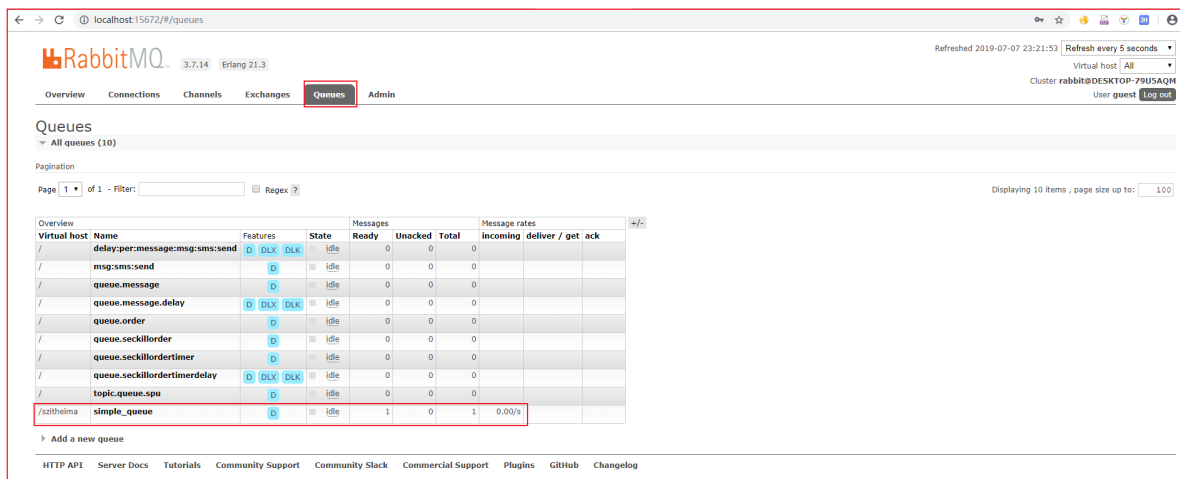 localhost:15672/#/queues
RabbitMQ 3.7.14 Erlang 21.3
Refreshed 2019-07-07 23:21:53 Refresh every 5 seconds
Virtual host All
Cluster rabbit@DESKTOP-79U5AQM
User guest Log out
Overview Connections Channels Exchanges Queues Admin
Queues
All queues (10)
Pagination
Page 1 of 1 - Filter: Regex ? Displaying 10 items , page size up to: 100
Overview Messages Message rates +/-
Virtual host Name Features State Ready Unacked Total incoming deliver / get ack
/ delay:per:message:msg:sms:send D DLX DLK idle 0 0 0
/ msg:sms:send D idle 0 0 0
/ queue.message D idle 0 0 0
/ queue.message.delay D DLX DLK idle 0 0 0
/ queue.order D idle 0 0 0
/ queue.seckillorder D idle 0 0 0
/ queue.seckillordertimer D idle 0 0 0
/ queue.seckillordertimerdelay D DLX DLK idle 0 0 0
/ topic.queue.spu D idle 0 0 0
/szitheima simple_queue D idle 1 0 1 0.00/s
Add a new queue
HTTP API Server Docs Tutorials Community Support Community Slack Commercial Support Plugins GitHub Changelog